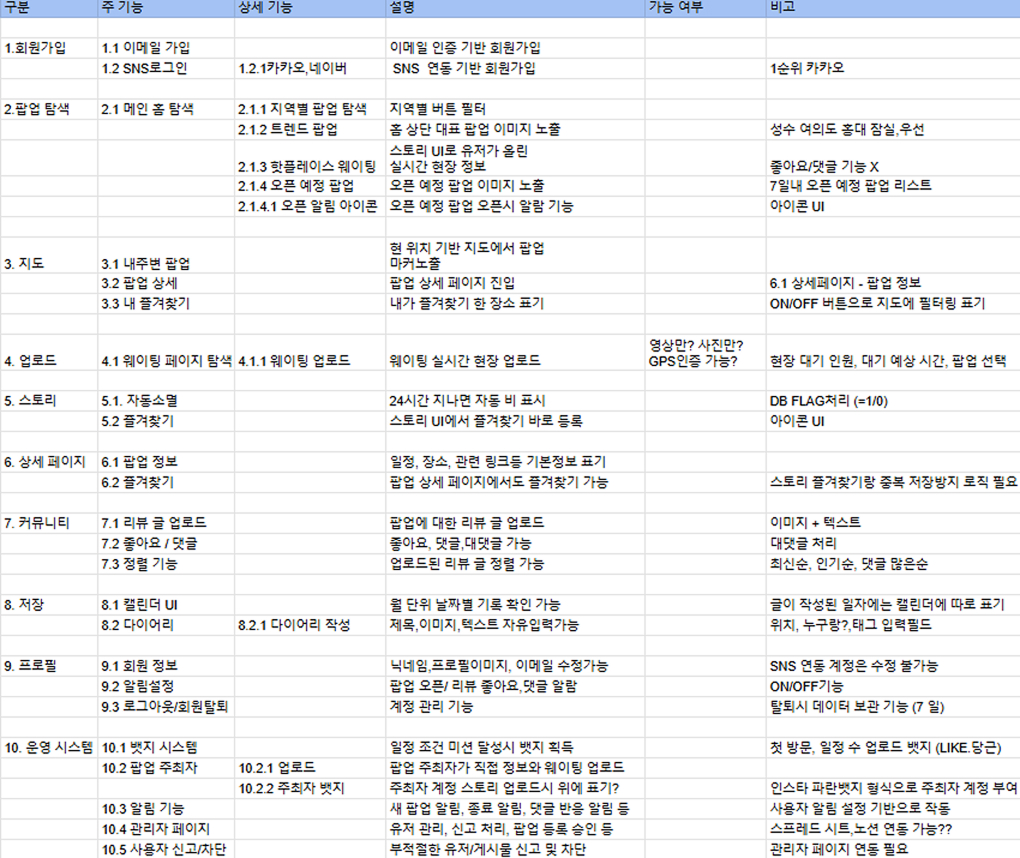 구분 주 기능 상세 기능 설명 가능 여부 비고
1.회원가입 1.1 이메일 가입 이메일 인증 기반 회원가입
1.2 SNS로그인 1.2.1카카오,네이버 SNS 연동 기반 회원가입 1순위 카카오
2.팝업 탐색 2.1 메인 홈 탐색 2.1.1 지역별 팝업 탐색 지역별 버튼 필터
2.1.2 트렌드 팝업 홈 상단 대표 팝업 이미지 노출 성수 여의도 홍대 잠실,우선
스토리 UI로 유저가 올린
2.1.3 핫플레이스 웨이팅 실시간 현장 정보 좋아요/댓글 기능 X
2.1.4 오픈 예정 팝업 오픈 예정 팝업 이미지 노출 7일내 오픈 예정 팝업 리스트
2.1.4.1 오픈 알림 아이콘 오픈 예정 팝업 오픈시 알람 기능 아이콘 UI
현 위치 기반 지도에서 팝업
3. 지도 3.1 내주변 팝업 마커노출
3.2 팝업 상세 팝업 상세 페이지 진입 6.1 상세페이지 - 팝업 정보
3.3 내 즐겨찾기 내가 즐겨찾기 한 장소 표기 ON/OFF 버튼으로 지도에 필터링 표기
영상만? 사진만?
4. 업로드 4.1 웨이팅 페이지 탐색 4.1.1 웨이팅 업로드 웨이팅 실시간 현장 업로드 GPS인증 가능? 현장 대기 인원, 대기 예상 시간, 팝업 선택
5. 스토리 5.1. 자동소멸 24시간 지나면 자동 비 표시 DB FLAG처리 (=1/0)
5.2 즐겨찾기 스토리 UI에서 즐겨찾기 바로 등록 아이콘 UI
6. 상세 페이지 6.1 팝업 정보 일정, 장소, 관련 링크등 기본정보 표기
6.2 즐겨찾기 팝업 상세 페이지에서도 즐겨찾기 가능 스토리 즐겨찾기랑 중복 저장방지 로직 필요
7. 커뮤니티 7.1 리뷰 글 업로드 팝업에 대한 리뷰 글 업로드 이미지 + 텍스트
7.2 좋아요 / 댓글 좋아요, 댓글,대댓글 가능 대댓글 처리
7.3 정렬 기능 업로드된 리뷰 글 정렬 가능 최신순, 인기순, 댓글 많은순
8. 저장 8.1 캘린더 UI 월 단위 날짜별 기록 확인 가능 글이 작성된 일자에는 캘린더에 따로 표기
8.2 다이어리 8.2.1 다이어리 작성 제목,이미지,텍스트 자유입력가능 위치, 누구랑?,태그 입력필드
9. 프로필 9.1 회원 정보 닉네임,프로필이미지, 이메일 수정가능 SNS 연동 계정은 수정 불가능
9.2 알림설정 팝업 오픈/ 리뷰 좋아요,댓글 알람 ON/OFF기능
9.3 로그아웃/회원탈퇴 계정 관리 기능 탈퇴시 데이터 보관 기능 (7 일)
10. 운영 시스템 10.1 뱃지 시스템 일정 조건 미션 달성시 뱃지 획득 첫 방문, 일정 수 업로드 뱃지 (LIKE.당근)
10.2 팝업 주최자 10.2.1 업로드 팝업 주최자가 직접 정보와 웨이팅 업로드
10.2.2 주최자 뱃지 주최자 계정 스토리 업로드시 위에 표기? 인스타 파란뱃지 형식으로 주최자 계정 부여
10.3 알림 기능 새 팝업 알림, 종료 알림, 댓글 반응 알림 등 사용자 알림 설정 기반으로 작동
10.4 관리자 페이지 유저 관리, 신고 처리, 팝업 등록 승인 등 스프레드 시트,노션 연동 가능??
10.5 사용자 신고/차단 부적절한 유저/게시물 신고 및 차단 관리자 페이지 연동 필요